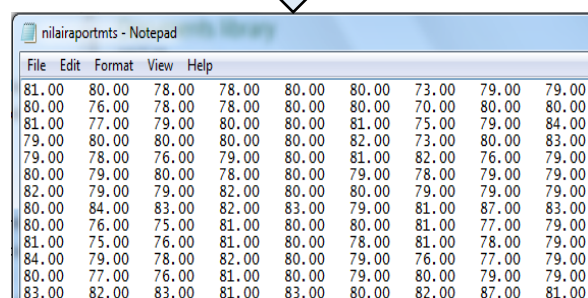 nilairaportmts - Notepad
File Edit Format View Help
81.00 80.00 78.00 78.00 80.00 80.00 73.00 79.00 79.00
80.00 76.00 78.00 78.00 80.00 80.00 70.00 80.00 80.00
81.00 77.00 79.00 80.00 80.00 81.00 75.00 79.00 84.00
79.00 80.00 80.00 80.00 80.00 82.00 73.00 80.00 83.00
79.00 78.00 76.00 79.00 80.00 81.00 82.00 76.00 79.00
80.00 79.00 80.00 78.00 80.00 79.00 78.00 79.00 79.00
82.00 79.00 79.00 82.00 80.00 80.00 79.00 79.00 79.00
80.00 84.00 83.00 82.00 83.00 79.00 81.00 87.00 83.00
80.00 76.00 75.00 81.00 80.00 80.00 81.00 77.00 79.00
81.00 75.00 76.00 81.00 80.00 78.00 81.00 78.00 79.00
84.00 79.00 78.00 82.00 80.00 79.00 76.00 77.00 79.00
80.00 77.00 76.00 81.00 80.00 79.00 80.00 79.00 79.00
83.00 82.00 83.00 81.00 83.00 80.00 82.00 87.00 81.00